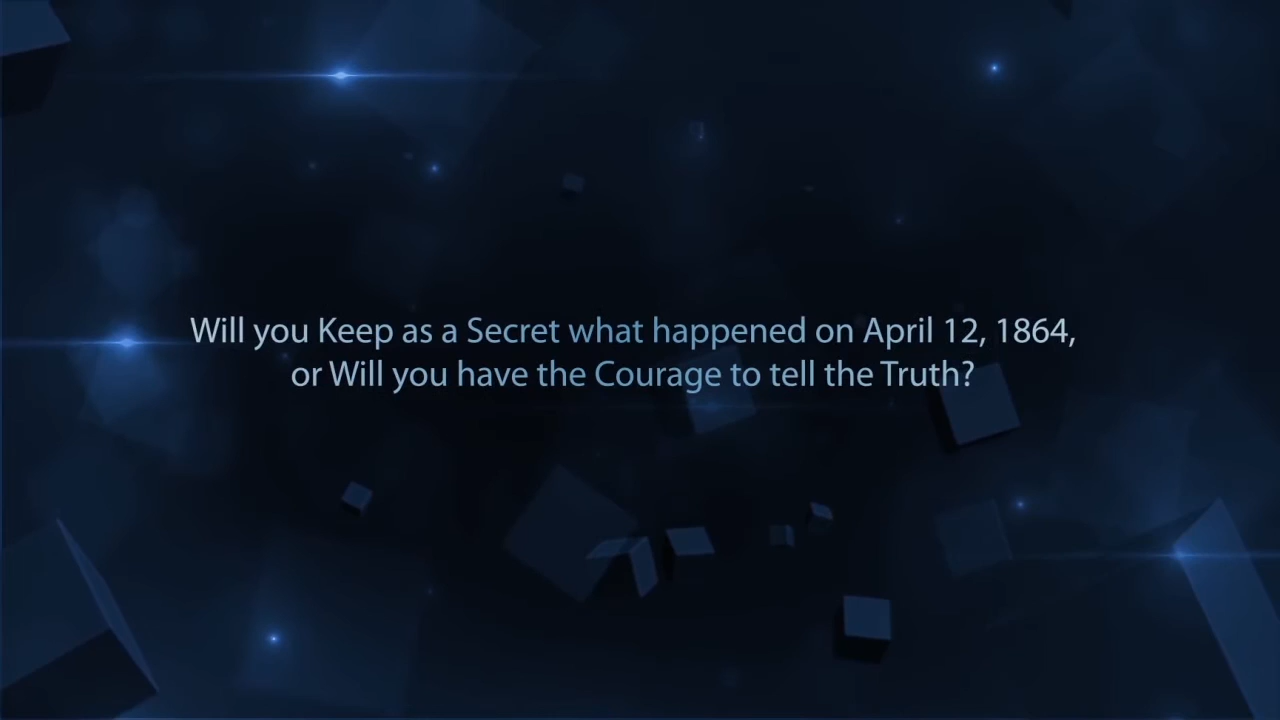 Will you Keep as a Secret what happened on April 12, 1864,
or Will you have the Courage to tell the Truth?